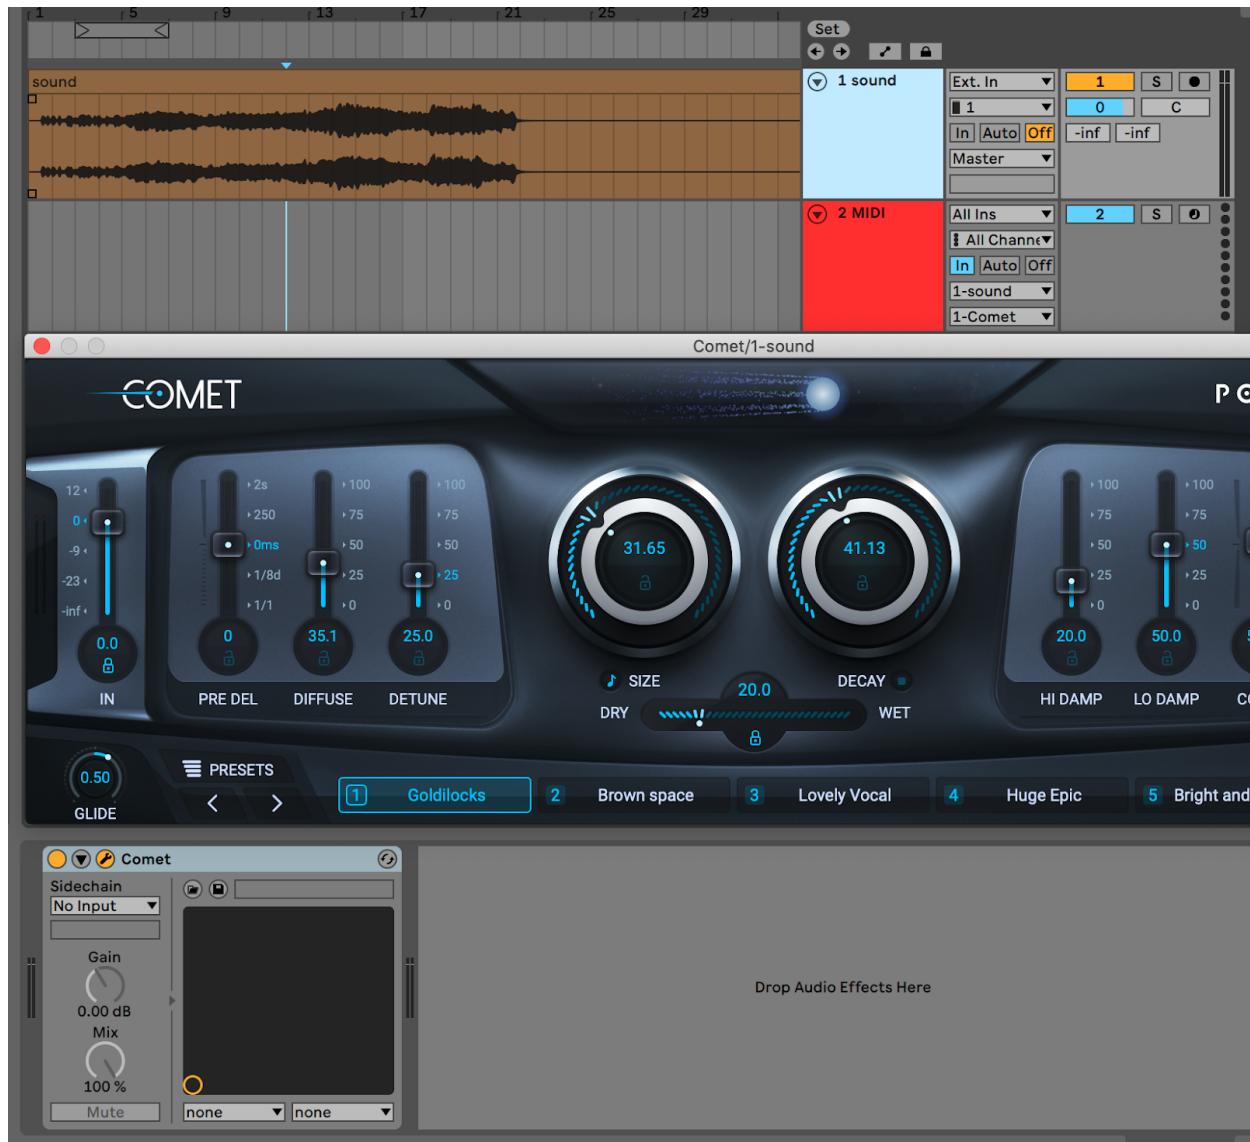 1 5 9 13 17 21 25 29
Set
sound
1 sound
Ext. In
1 S
1
0 C
In Auto Off
-inf -inf
Master
2 MIDI
All Ins
2 S
All Channe
In Auto Off
1-sound
1-Comet
Comet/1-sound
COMET
PO
12
0
-9
-23
-inf
0.0
IN
2s
250
0ms
1/8d
1/1
0
PRE DEL
100
75
50
25
0
35.1
DIFFUSE
100
75
50
25
0
25.0
DETUNE
31.65
SIZE
41.13
DECAY
20.0
DRY
WET
100
75
50
25
0
20.0
HI DAMP
100
75
50
25
0
50.0
LO DAMP
5
CO
0.50
GLIDE
PRESETS
1 Goldilocks 2 Brown space 3 Lovely Vocal 4 Huge Epic 5 Bright and
Comet
Sidechain
No Input
Gain
0.00 dB
Mix
100 %
Mute
none none
Drop Audio Effects Here